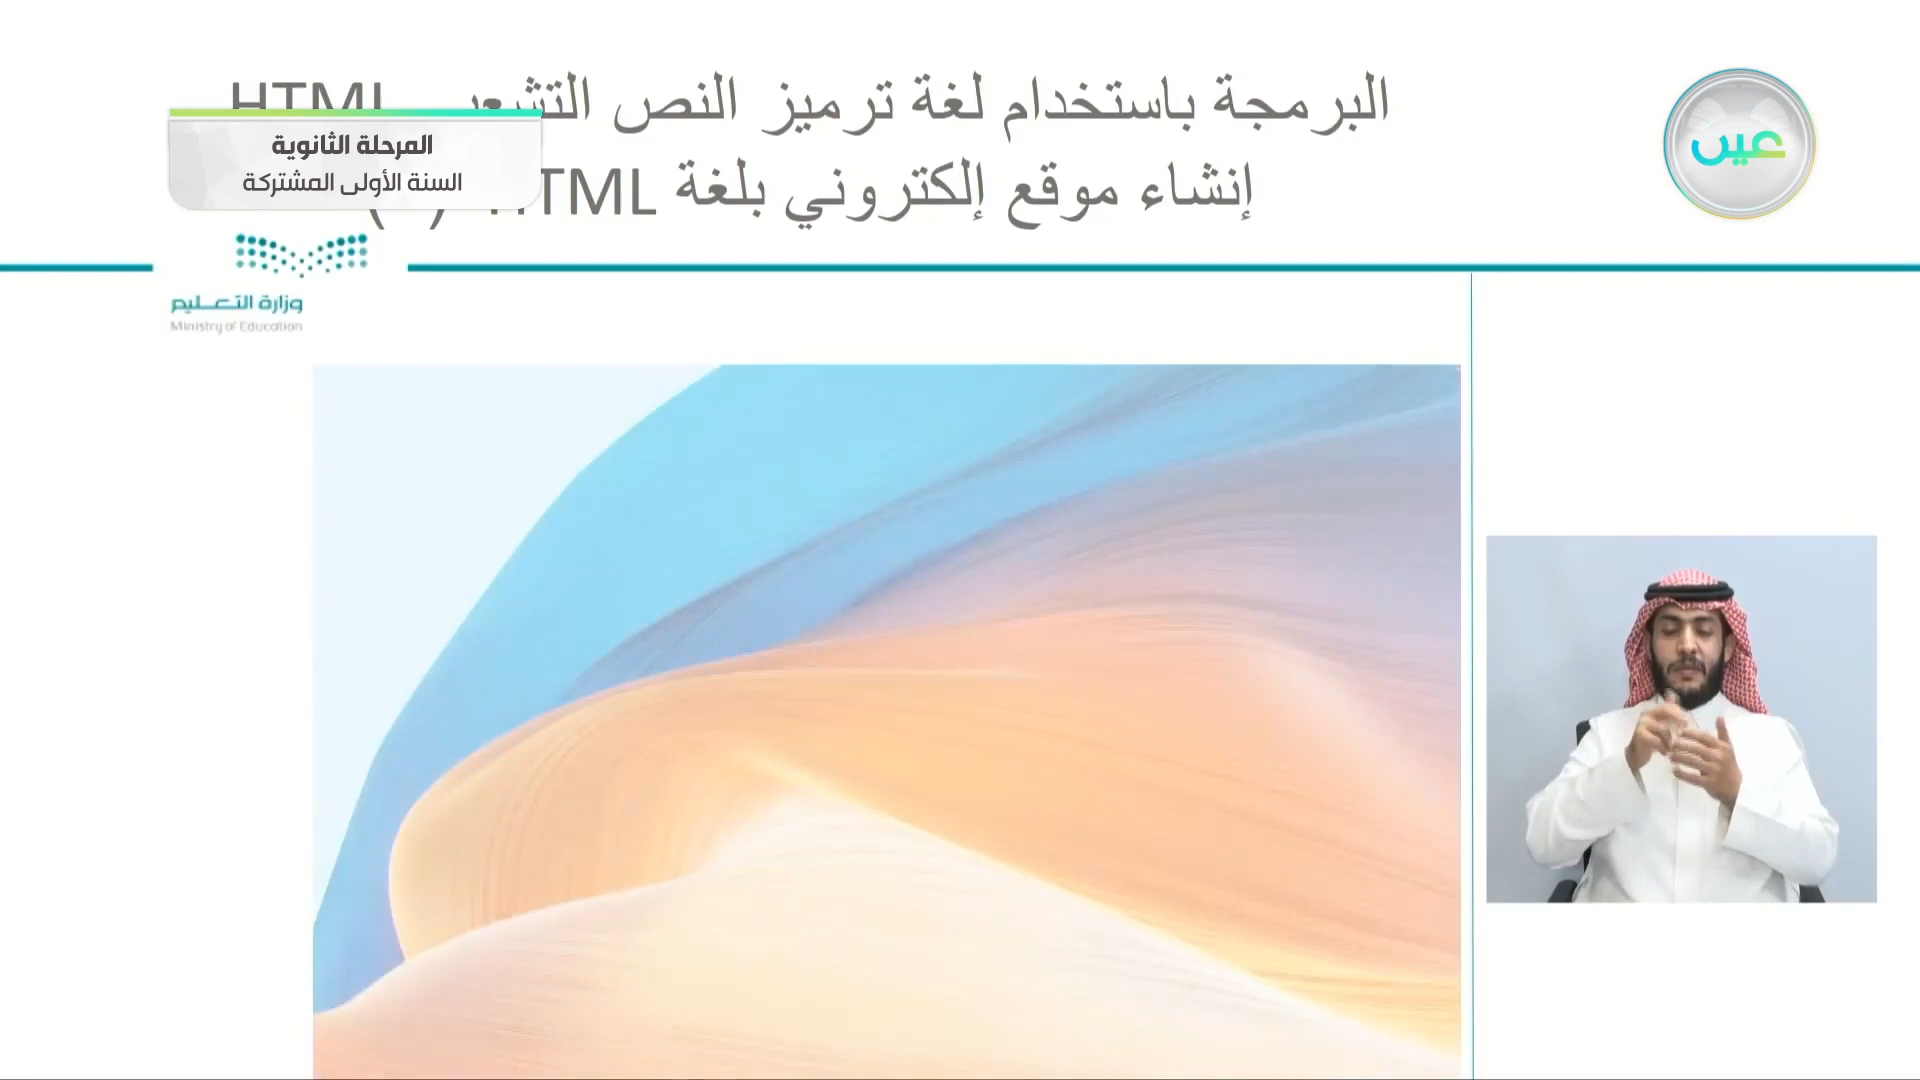 البرمجة باستخدام لغة ترميز النص HTML
إنشاء موقع إلكتروني بلغة HTML
المرحلة الثانوية
السنة الأولى المشتركة
عين
وزارة التعليم
Ministry of Education